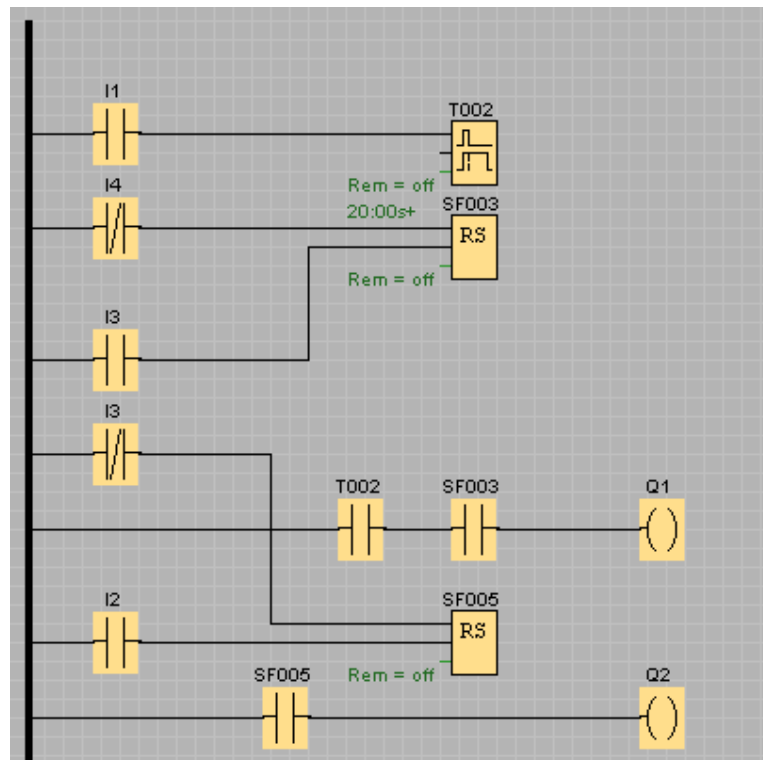 I1
T002
Rem = off
20:00s+
I4
SF003
RS
Rem = off
I3
I3
T002
SF003
Q1
I2
SF005
RS
Rem = off
SF005
Q2